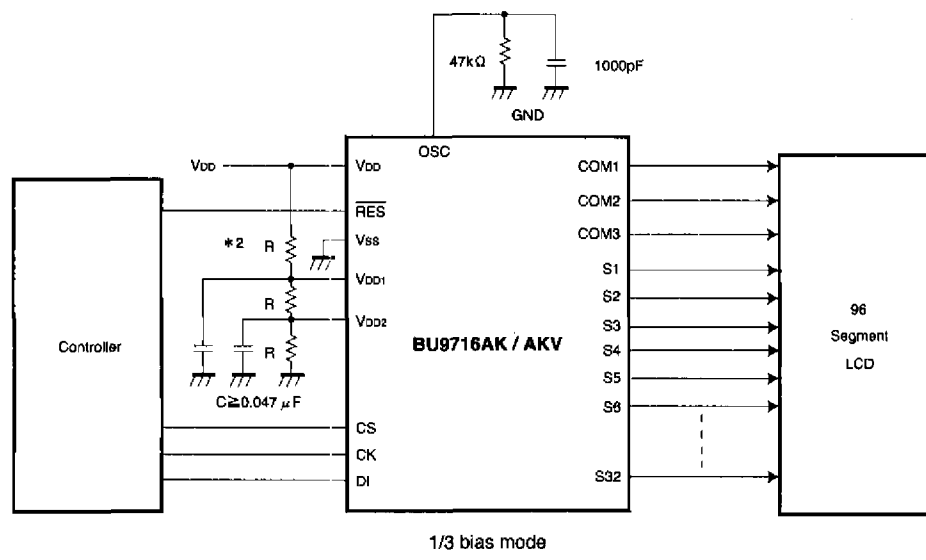 47kΩ
1000pF
GND
OSC
VDD
VDD
RES
*2
R
VSS
VDD1
R
VDD2
R
C≧0.047 μF
Controller
CS
CK
DI
BU9716AK / AKV
COM1
COM2
COM3
S1
S2
S3
S4
S5
S6
S32
96
Segment
LCD
1/3 bias mode